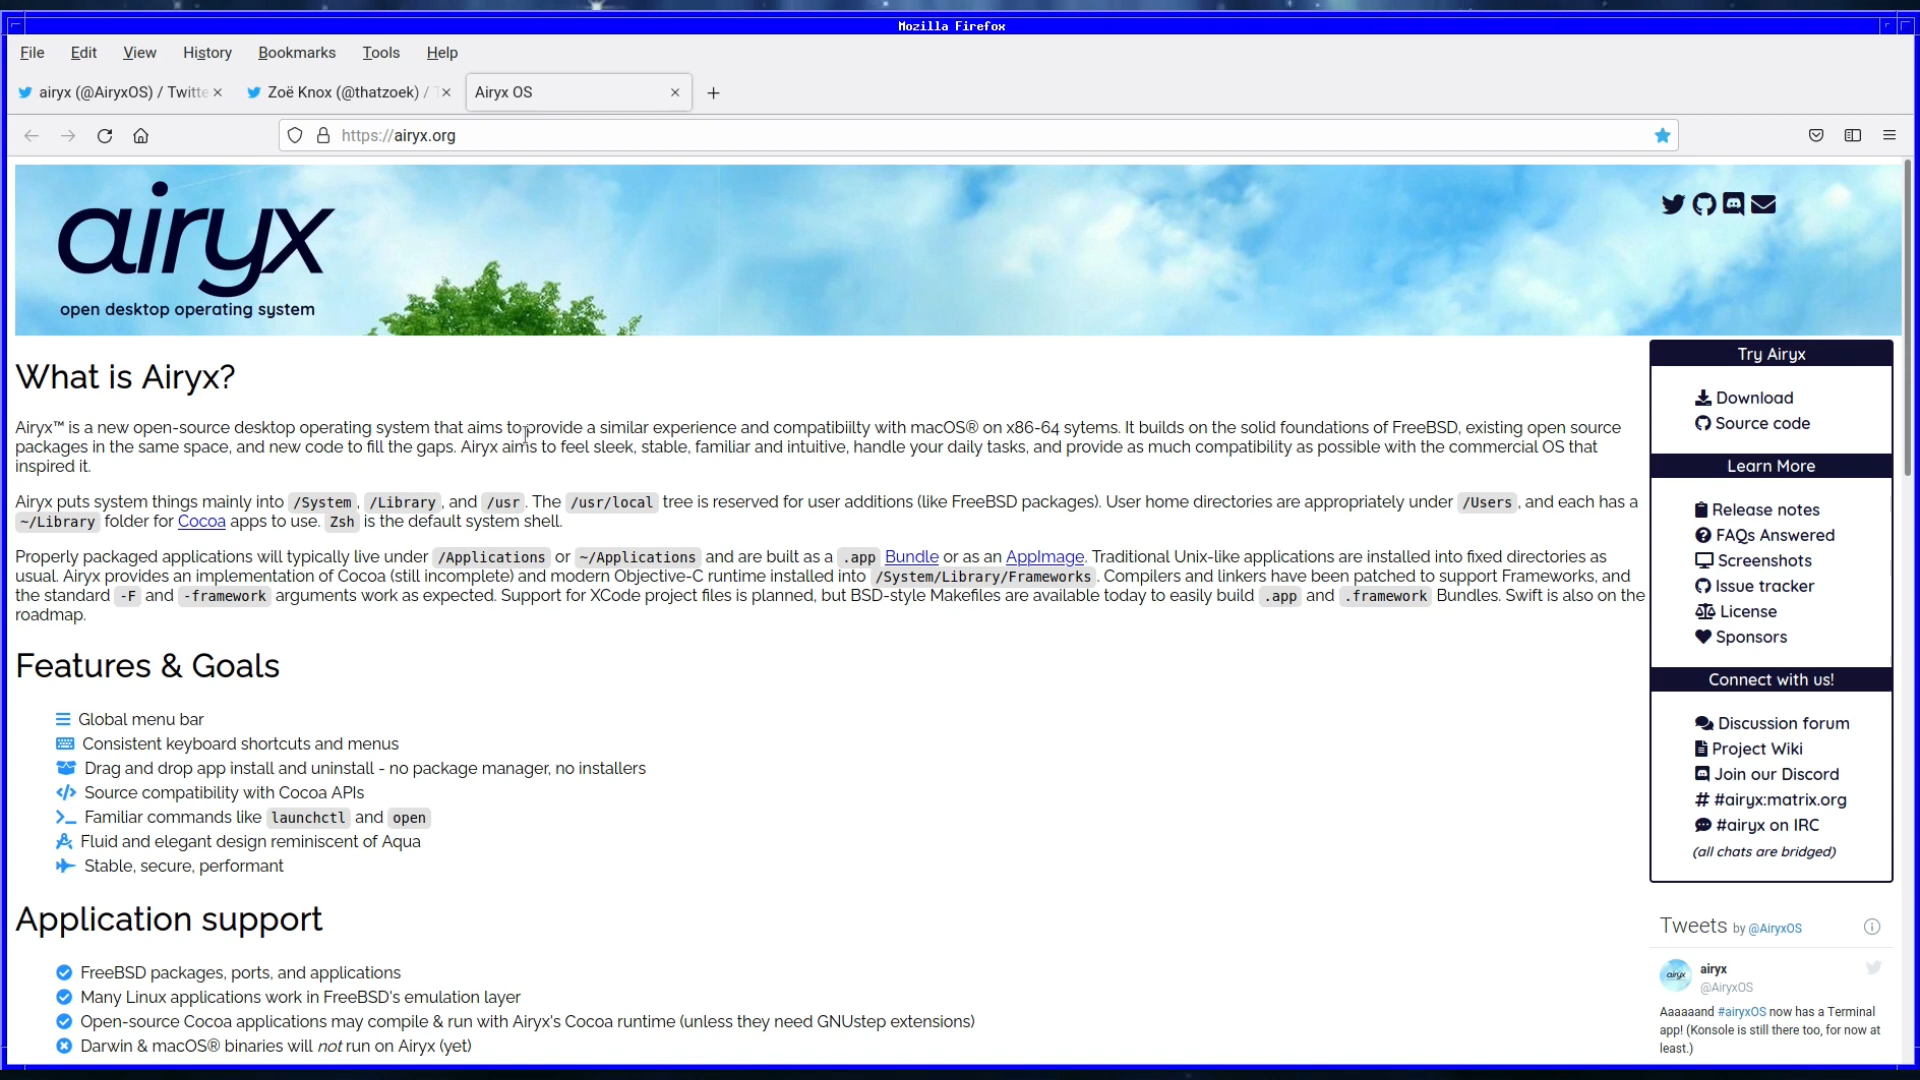 Mozilla Firefox
File Edit View History Bookmarks Tools Help
airyx (@AiryxOS) / Twitte
Zoë Knox (@thatzoek) / T
Airyx OS
https://airyx.org
airyx
open desktop operating system
What is Airyx?
Airyx™ is a new open-source desktop operating system that aims to provide a similar experience and compatibiilty with macOS® on x86-64 sytems. It builds on the solid foundations of FreeBSD, existing open source
packages in the same space, and new code to fill the gaps. Airyx aims to feel sleek, stable, familiar and intuitive, handle your daily tasks, and provide as much compatibility as possible with the commercial OS that
inspired it.
Airyx puts system things mainly into /System, /Library, and /usr. The /usr/local tree is reserved for user additions (like FreeBSD packages). User home directories are appropriately under /Users, and each has a
~/Library folder for Cocoa apps to use. Zsh is the default system shell.
Properly packaged applications will typically live under /Applications or ~/Applications and are built as a .app Bundle or as an AppImage. Traditional Unix-like applications are installed into fixed directories as
usual. Airyx provides an implementation of Cocoa (still incomplete) and modern Objective-C runtime installed into /System/Library/Frameworks. Compilers and linkers have been patched to support Frameworks, and
the standard -F and -framework arguments work as expected. Support for XCode project files is planned, but BSD-style Makefiles are available today to easily build .app and .framework Bundles. Swift is also on the
roadmap.
Features & Goals
Global menu bar
Consistent keyboard shortcuts and menus
Drag and drop app install and uninstall - no package manager, no installers
Source compatibility with Cocoa APIs
Familiar commands like launchctl and open
Fluid and elegant design reminiscent of Aqua
Stable, secure, performant
Application support
FreeBSD packages, ports, and applications
Many Linux applications work in FreeBSD's emulation layer
Open-source Cocoa applications may compile & run with Airyx's Cocoa runtime (unless they need GNUstep extensions)
Darwin & macOS® binaries will not run on Airyx (yet)
Try Airyx
Download
Source code
Learn More
Release notes
FAQs Answered
Screenshots
Issue tracker
License
Sponsors
Connect with us!
Discussion forum
Project Wiki
Join our Discord
#airyx:matrix.org
#airyx on IRC
(all chats are bridged)
Tweets by @AiryxOS
airyx
airyx
@AiryxOS
Aaaaaand #airyxOS now has a Terminal
app! (Konsole is still there too, for now at
least.)